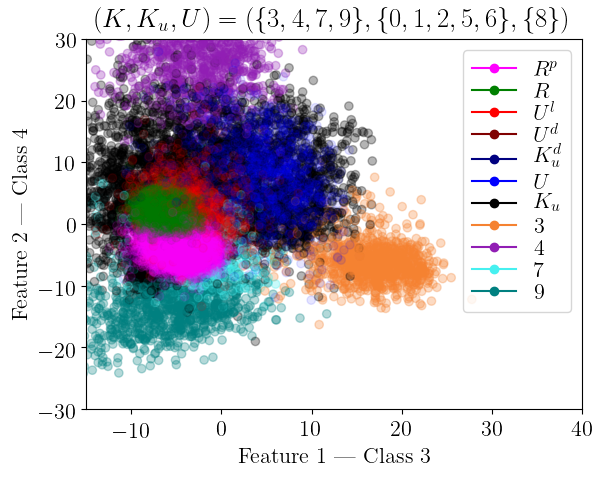 (K, K_u, U) = ({3, 4, 7, 9}, {0, 1, 2, 5, 6}, {8})
Feature 2 — Class 4
30
20
10
0
−10
−20
−30
R^p
R
U^l
U^d
K_u^d
U
K_u
3
4
7
9
−10
0
10
20
30
40
Feature 1 — Class 3